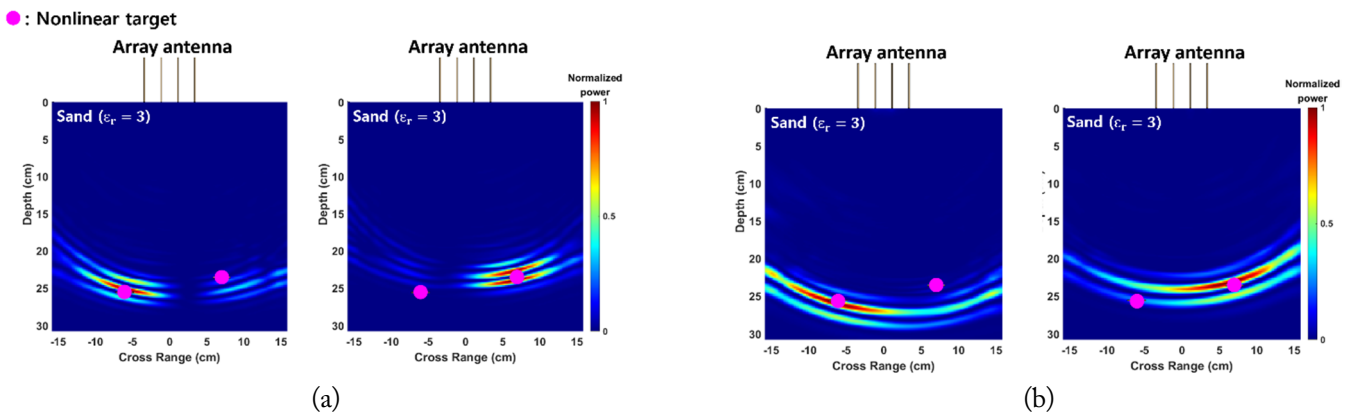 : Nonlinear target
Array antenna
Array antenna
Normalized
power
Sand (εr = 3)
Sand (εr = 3)
0
5
10
15
20
25
30
Depth (cm)
-15 -10 -5 0 5 10 15
Cross Range (cm)
-15 -10 -5 0 5 10 15
Cross Range (cm)
1
0.5
0
(a)
Array antenna
Array antenna
Normalized
power
Sand (εr = 3)
Sand (εr = 3)
0
5
10
15
20
25
30
Depth (cm)
-15 -10 -5 0 5 10 15
Cross Range (cm)
0
5
10
15
20
25
30
-15 -10 -5 0 5 10 15
Cross Range (cm)
1
0.5
0
(b)